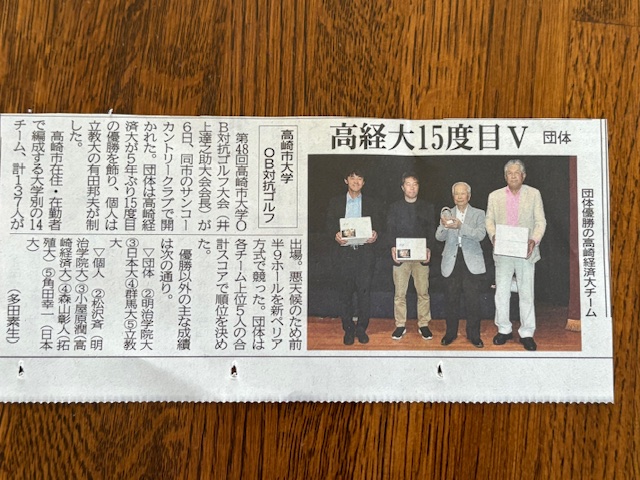 高経大15度目V 団体
高崎市大学
OB対抗ゴルフ
団体優勝の高崎経済大チーム
第48回高崎市大学O
B対抗ゴルフ大会（井
上達之助大会会長）が
6日、同市のサンコー
カントリークラブで開
かれた。団体は高崎経
済大が5年ぶり15度目
の優勝を飾り、個人は
立教大の有田邦夫が制
した。
高崎市在住・在勤者
で編成する大学別の14
チーム、計137人が
出場。悪天候のため前
半9ホールを新ペリア
方式で競った。団体は
各チーム上位5人の合
計スコアで順位を決め
た。
優勝以外の主な成績
は次の通り。
▽団体 ②明治学院大
③日本大④群馬大⑤立教
大
▽個人 ②松沢斉（明
治学院大）③小屋原潤（高
崎経済大）④森山彰人（拓
殖大）⑤角田幸一（日本
大）
（多田素生）